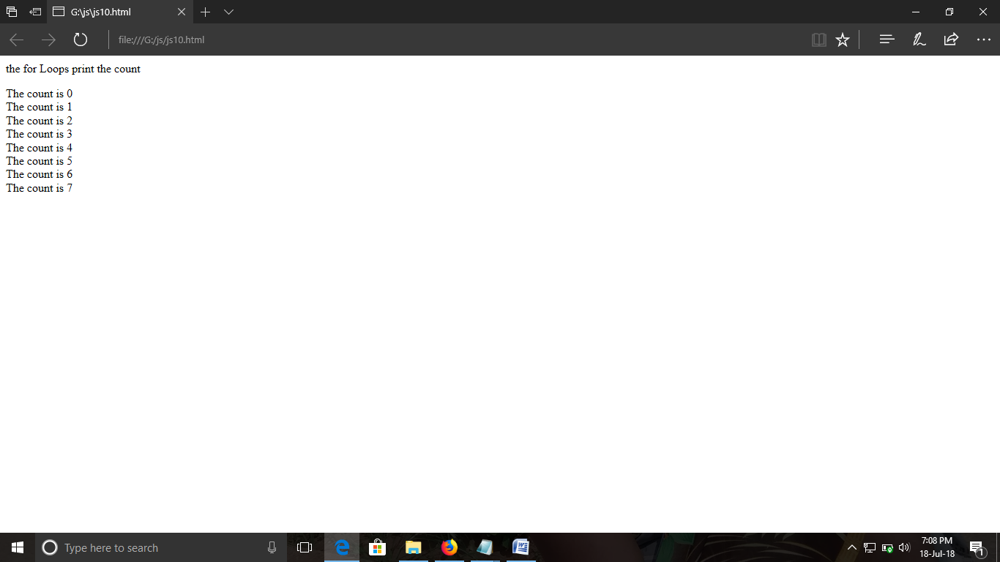 G:\js\js10.html
file:///G:/js/js10.html
the for Loops print the count
The count is 0
The count is 1
The count is 2
The count is 3
The count is 4
The count is 5
The count is 6
The count is 7
Type here to search
7:08 PM
18-Jul-18
1